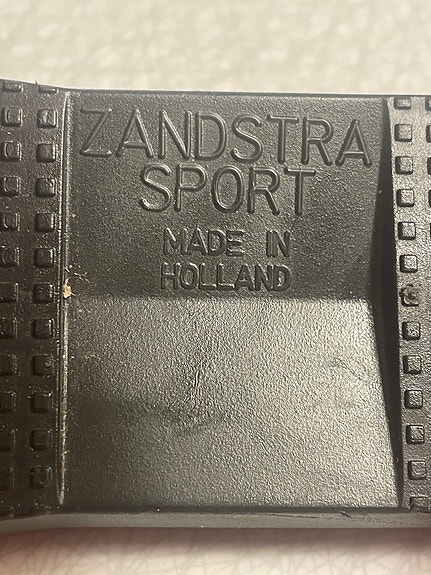 ZANDSTRA
SPORT
MADE IN
HOLLAND